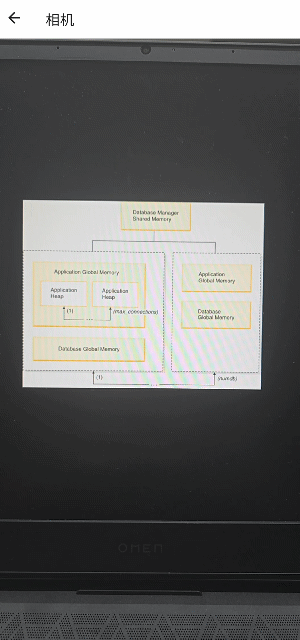 相机
Database Manager
Shared Memory
Application Global Memory
Application
Heap
Application
Heap
(1)
(max_connections)
Database Global Memory
Application
Global Memory
Database
Global Memory
(1)
(numdb)
OMEN